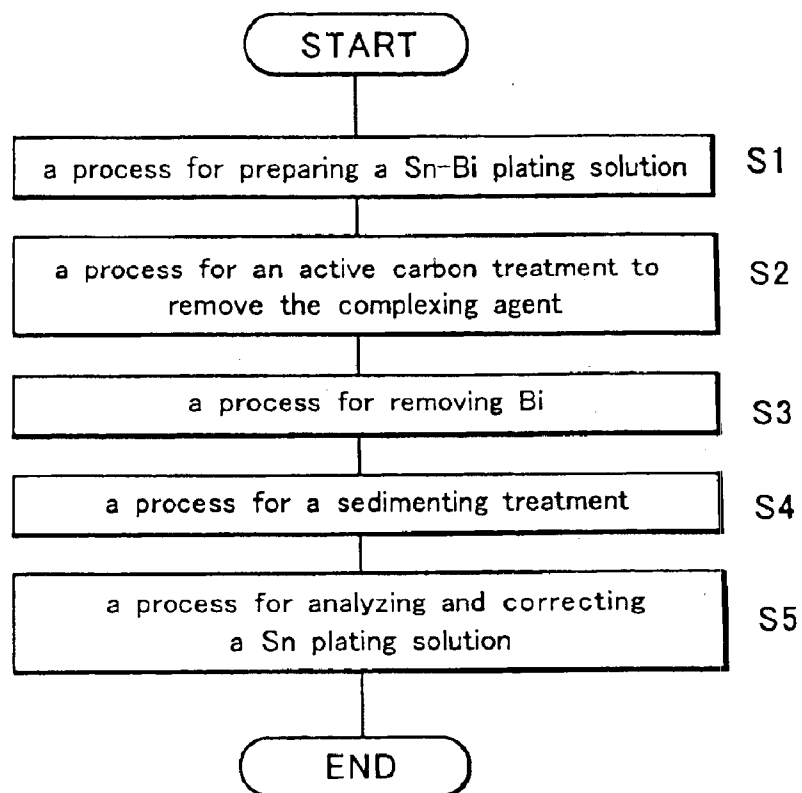 START
a process for preparing a Sn-Bi plating solution S1
a process for an active carbon treatment to
remove the complexing agent
S2
a process for removing Bi
S3
a process for a sedimenting treatment
S4
a process for analyzing and correcting
a Sn plating solution
S5
END